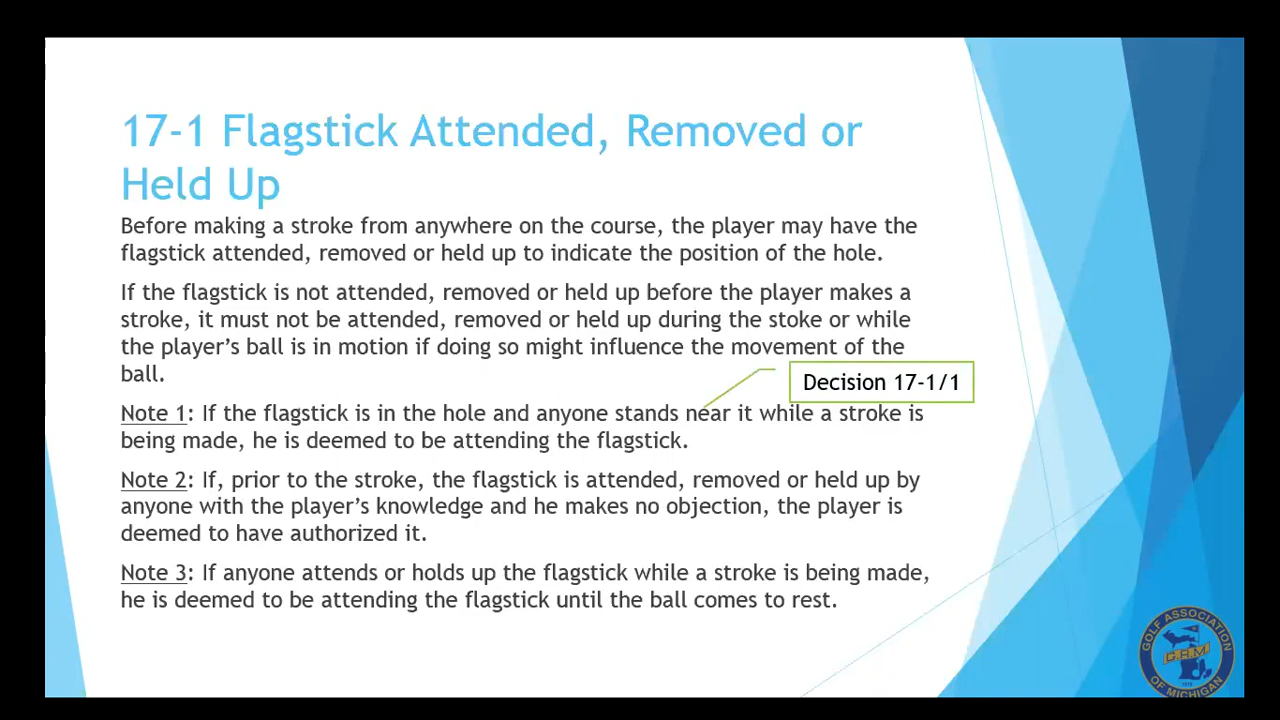 17-1 Flagstick Attended, Removed or
Held Up
Before making a stroke from anywhere on the course, the player may have the
flagstick attended, removed or held up to indicate the position of the hole.
If the flagstick is not attended, removed or held up before the player makes a
stroke, it must not be attended, removed or held up during the stoke or while
the player’s ball is in motion if doing so might influence the movement of the
ball.
Decision 17-1/1
Note 1: If the flagstick is in the hole and anyone stands near it while a stroke is
being made, he is deemed to be attending the flagstick.
Note 2: If, prior to the stroke, the flagstick is attended, removed or held up by
anyone with the player’s knowledge and he makes no objection, the player is
deemed to have authorized it.
Note 3: If anyone attends or holds up the flagstick while a stroke is being made,
he is deemed to be attending the flagstick until the ball comes to rest.
GOLF ASSOCIATION
G.A.M
OF MICHIGAN